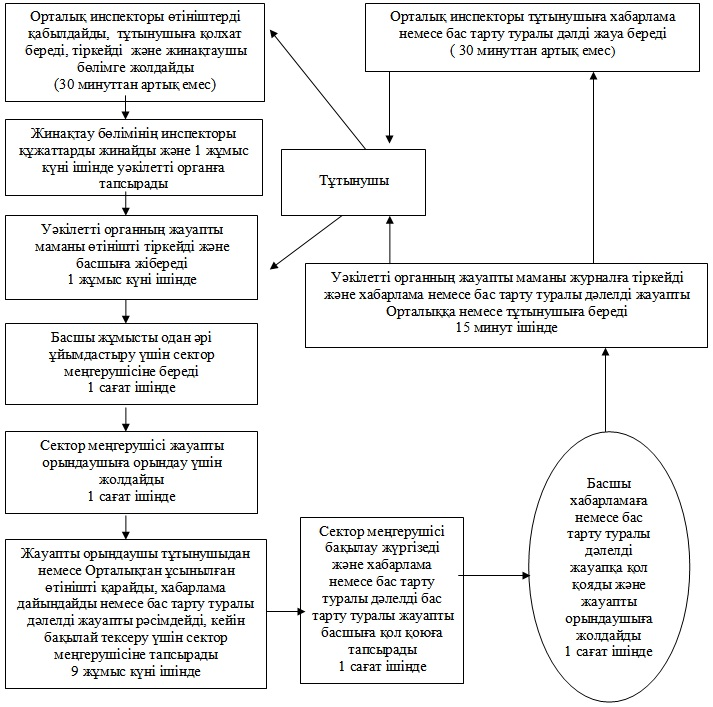 Орталық инспекторы өтініштерді
қабылдайды, тұтынушыға қолхат
береді, тіркейді және жинақтаушы
бөлімге жолдайды
(30 минуттан артық емес)
Орталық инспекторы тұтынушыға хабарлама
немесе бас тарту туралы дәлді жауа береді
( 30 минуттан артық емес)
Жинақтау бөлімінің инспекторы
құжаттарды жинайды және 1 жұмыс
күні ішінде уәкілетті органға
тапсырады
Тұтынушы
Уәкілетті органның жауапты
маманы өтінішті тіркейді және
басшыға жібереді
1 жұмыс күні ішінде
Уәкілетті органның жауапты маманы журналға тіркейді
және хабарлама немесе бас тарту туралы дәлелді жауапты
Орталыққа немесе тұтынушыға береді
15 минут ішінде
Басшы жұмысты одан әрі
ұйымдастыру үшін сектор
меңгерушісіне береді
1 сағат ішінде
Сектор меңгерушісі жауапты
орындаушыға орындау үшін
жолдайды
1 сағат ішінде
Жауапты орындаушы тұтынушыдан
немесе Орталықтан ұсынылған
өтінішті қарайды, хабарлама
дайындайды немесе бас тарту туралы
дәлелді жауапты рәсімдейді, кейін
бақылай тексеру үшін сектор
меңгерушісіне тапсырады
9 жұмыс күні ішінде
Сектор меңгерушісі
бақылау жүргізеді
және хабарлама
немесе бас тарту
туралы дәлелді бас
тарту туралы жауапты
басшыға қол қоюға
тапсырады
1 сағат ішінде
Басшы
хабарламаға
немесе бас
тарту туралы
дәлелді
жауапқа қол
қояды және
жауапты
орындаушыға
жолдайды
1 сағат ішінде